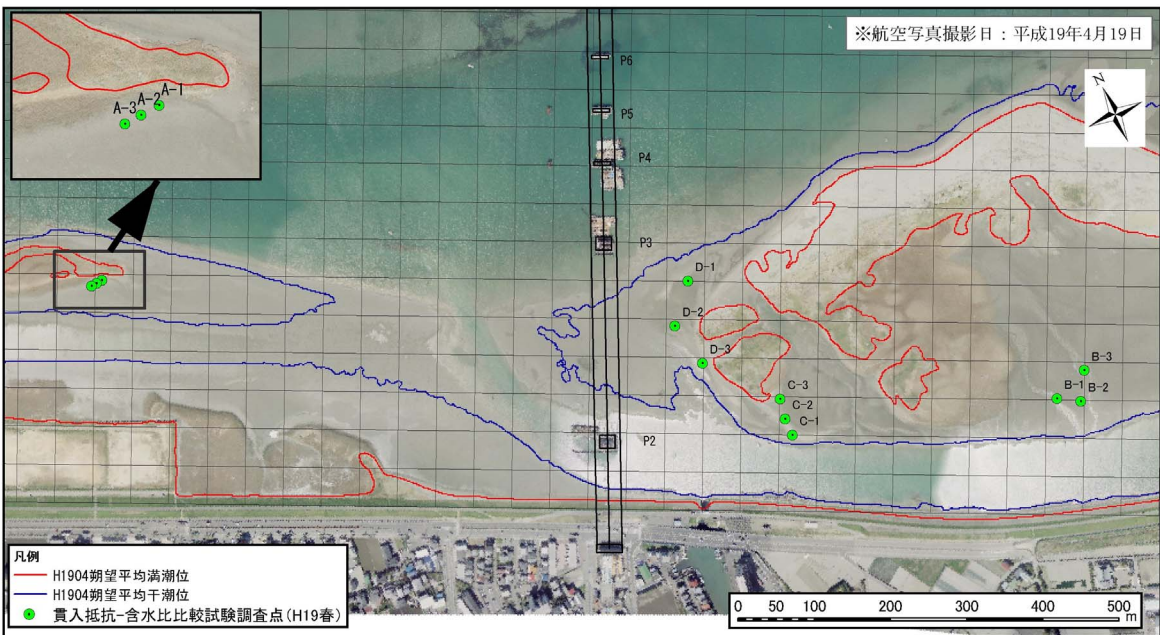 ※航空写真撮影日：平成19年4月19日
N
A-1
A-2
A-3
P6
P5
P4
P3
D-1
D-2
D-3
B-3
B-1
B-2
C-3
C-2
C-1
P2
凡例
H1904朔望平均満潮位
H1904朔望平均干潮位
貫入抵抗-含水比比較試験調査点(H19春)
0 50 100 200 300 400 500
m